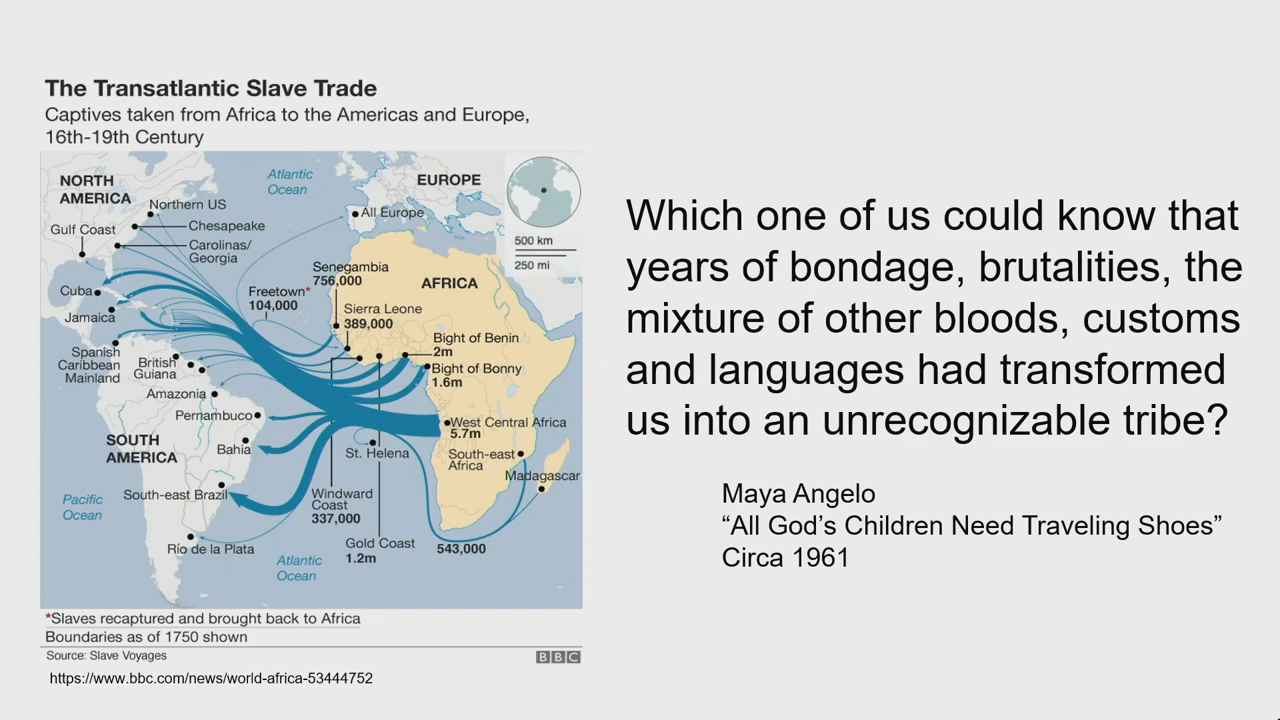 The Transatlantic Slave Trade
Captives taken from Africa to the Americas and Europe,
16th-19th Century
NORTH
AMERICA
Atlantic
Ocean
EUROPE
Northern US
All Europe
Gulf Coast
Chesapeake
Carolinas/
Georgia
500 km
250 mi
Senegambia
756,000
AFRICA
Cuba
Freetown*
104,000
Jamaica
Sierra Leone
389,000
Bight of Benin
2m
Spanish
Caribbean
Mainland
British
Guiana
Bight of Bonny
1.6m
Amazonia
Pernambuco
West Central Africa
5.7m
SOUTH
AMERICA
Bahia
St. Helena
South-east
Africa
Madagascar
Pacific
Ocean
South-east Brazil
Windward
Coast
337,000
Río de la Plata
Gold Coast
1.2m
543,000
Atlantic
Ocean
*Slaves recaptured and brought back to Africa
Boundaries as of 1750 shown
Source: Slave Voyages
BBC
https://www.bbc.com/news/world-africa-53444752
Which one of us could know that
years of bondage, brutalities, the
mixture of other bloods, customs
and languages had transformed
us into an unrecognizable tribe?
Maya Angelo
“All God’s Children Need Traveling Shoes”
Circa 1961